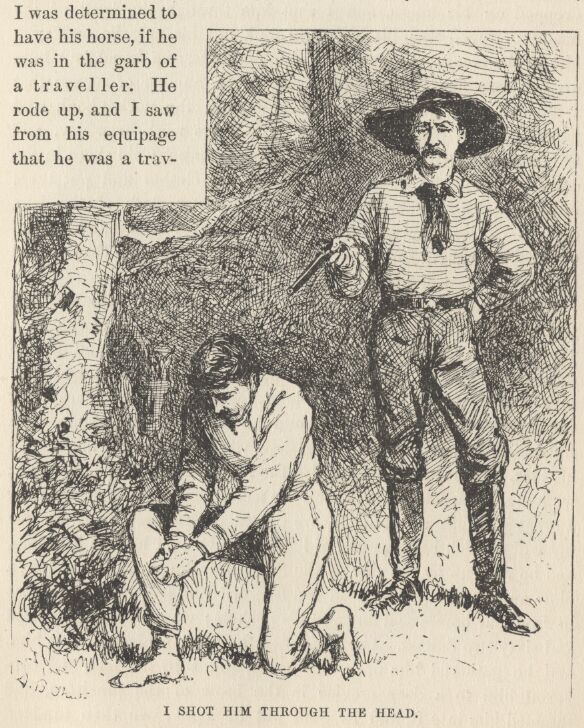 I was determined to
have his horse, if he
was in the garb of
a traveller. He
rode up, and I saw
from his equipage
that he was a trav-
I SHOT HIM THROUGH THE HEAD.